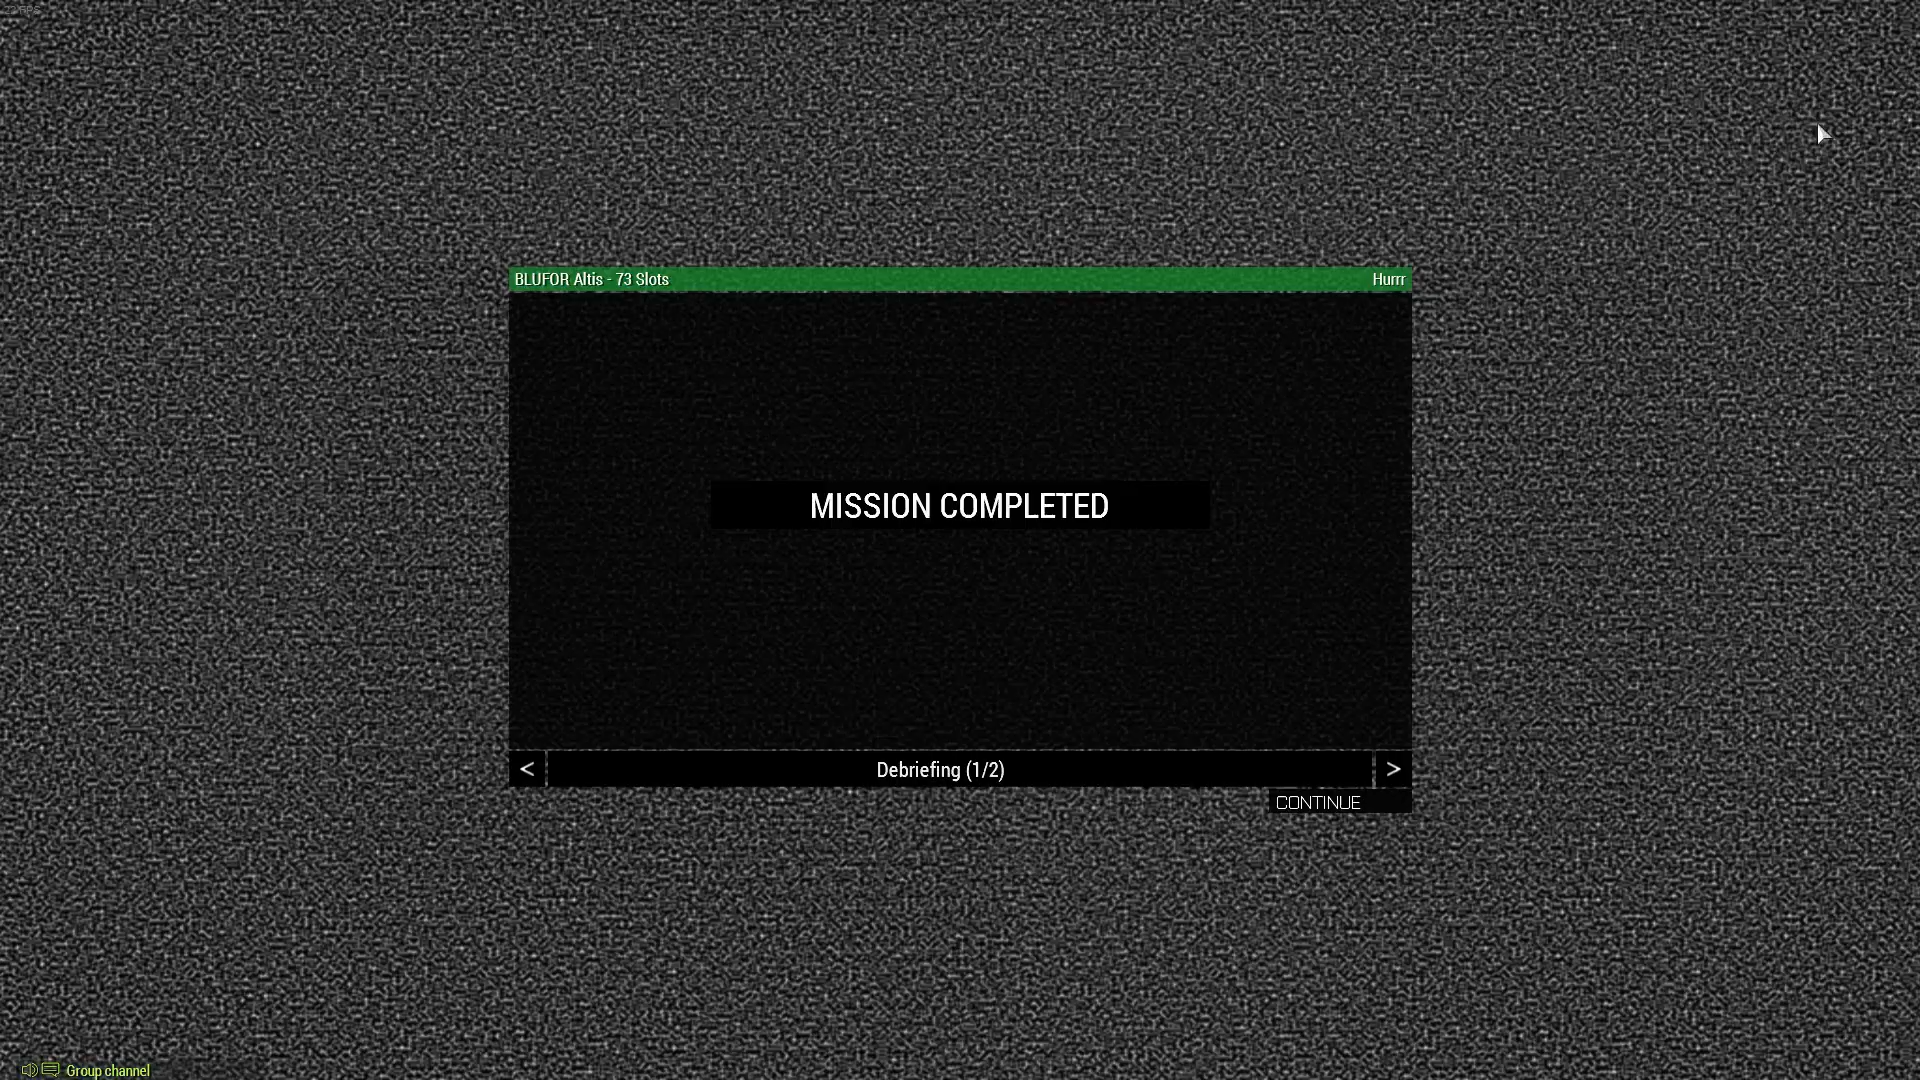 BLUFOR Altis - 73 Slots
Hurrr
MISSION COMPLETED
<
Debriefing (1/2)
>
CONTINUE
Group channel